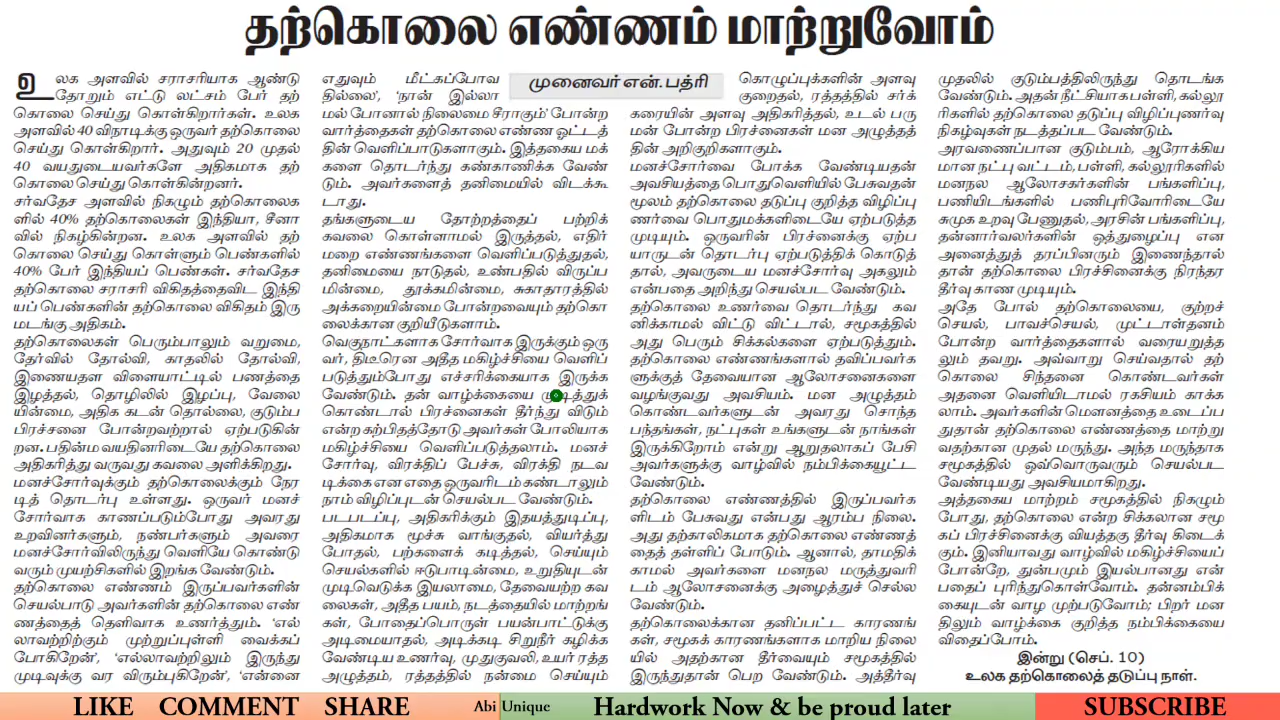 தற்கொலை எண்ணம் மாற்றுவோம்
முனைவர் என். பத்ரி
உலக அளவில் சராசரியாக ஆண்டு
தோறும் எட்டு லட்சம் பேர் தற்
கொலை செய்து கொள்கிறார்கள். உலக
அளவில் 40 விநாடிக்கு ஒருவர் தற்கொலை
செய்து கொள்கிறார். அதுவும் 20 முதல்
40 வயதுடையவர்களே அதிகமாக தற்
கொலை செய்து கொள்கின்றனர்.
சர்வதேச அளவில் நிகழும் தற்கொலைக
ளில் 40% தற்கொலைகள் இந்தியா, சீனா
வில் நிகழ்கின்றன. உலக அளவில் தற்
கொலை செய்து கொள்ளும் பெண்களில்
40% பேர் இந்தியப் பெண்கள். சர்வதேச
தற்கொலை சராசரி விகிதத்தைவிட இந்தி
யப் பெண்களின் தற்கொலை விகிதம் இரு
மடங்கு அதிகம்.
தற்கொலைகள் பெரும்பாலும் வறுமை,
தேர்வில் தோல்வி, காதலில் தோல்வி,
இணையதள விளையாட்டில் பணத்தை
இழத்தல், தொழிலில் இழப்பு, வேலை
யின்மை, அதிக கடன் தொல்லை, குடும்ப
பிரச்சனை போன்றவற்றால் ஏற்படுகின்
றன. பதின்ம வயதினரிடையே தற்கொலை
அதிகரித்து வருவது கவலை அளிக்கிறது.
மனச்சோர்வுக்கும் தற்கொலைக்கும் நேர
டித் தொடர்பு உள்ளது. ஒருவர் மனச்
சோர்வாக காணப்படும்போது அவரது
உறவினர்களும், நண்பர்களும் அவரை
மனச்சோர்விலிருந்து வெளியே கொண்டு
வரும் முயற்சிகளில் இறங்க வேண்டும்.
தற்கொலை எண்ணம் இருப்பவர்களின்
செயல்பாடு அவர்களின் தற்கொலை எண்
ணத்தைத் தெளிவாக உணர்த்தும். 'எல்
லாவற்றிற்கும் முற்றுப்புள்ளி வைக்கப்
போகிறேன்', 'எல்லாவற்றிலும் இருந்து
முடிவுக்கு வர விரும்புகிறேன்', 'என்னை
எதுவும் மீட்கப்போவ
தில்லை', 'நான் இல்லா
மல் போனால் நிலைமை சீராகும்' போன்ற
வார்த்தைகள் தற்கொலை எண்ண ஓட்டத்
தின் வெளிப்பாடுகளாகும். இத்தகைய மக்
களை தொடர்ந்து கண்காணிக்க வேண்
டும். அவர்களைத் தனிமையில் விடக்கூ
டாது.
தங்களுடைய தோற்றத்தைப் பற்றிக்
கவலை கொள்ளாமல் இருத்தல், எதிர்
மறை எண்ணங்களை வெளிப்படுத்துதல்,
தனிமையை நாடுதல், உண்பதில் விருப்ப
மின்மை, தூக்கமின்மை, சுகாதாரத்தில்
அக்கறையின்மை போன்றவையும் தற்கொ
லைக்கான குறியீடுகளாம்.
வெகுநாட்களாக சோர்வாக இருக்கும் ஒரு
வர், திடீரென அதீத மகிழ்ச்சியை வெளிப்
படுத்தும்போது எச்சரிக்கையாக இருக்க
வேண்டும். தன் வாழ்க்கையை முடித்துக்
கொண்டால் பிரச்னைகள் தீர்ந்து விடும்
என்ற கற்பிதத்தோடு அவர்கள் போலியாக
மகிழ்ச்சியை வெளிப்படுத்தலாம். மனச்
சோர்வு, விரக்திப் பேச்சு, விரக்தி நடவ
டிக்கை என எதை ஒருவரிடம் கண்டாலும்
நாம் விழிப்புடன் செயல்பட வேண்டும்.
படபடப்பு, அதிகரிக்கும் இதயத்துடிப்பு,
அதிகமாக மூச்சு வாங்குதல், வியர்த்து
போதல், பற்களைக் கடித்தல், செய்யும்
செயல்களில் ஈடுபாடின்மை, உறுதியுடன்
முடிவெடுக்க இயலாமை, தேவையற்ற கவ
லைகள், அதீத பயம், நடத்தையில் மாற்றங்
கள், போதைப்பொருள் பயன்பாட்டுக்கு
அடிமையாதல், அடிக்கடி சிறுநீர் கழிக்க
வேண்டிய உணர்வு, முதுகுவலி, உயர் ரத்த
அழுத்தம், ரத்தத்தில் நன்மை செய்யும்
கொழுப்புக்களின் அளவு
குறைதல், ரத்தத்தில் சர்க்
கரையின் அளவு அதிகரித்தல், உடல் பரு
மன் போன்ற பிரச்னைகள் மன அழுத்தத்
தின் அறிகுறிகளாகும்.
மனச்சோர்வை போக்க வேண்டியதன்
அவசியத்தை பொதுவெளியில் பேசுவதன்
மூலம் தற்கொலை தடுப்பு குறித்த விழிப்பு
ணர்வை பொதுமக்களிடையே ஏற்படுத்த
முடியும். ஒருவரின் பிரச்னைக்கு ஏற்ப
யாருடன் தொடர்பு ஏற்படுத்திக் கொடுத்
தால், அவருடைய மனச்சோர்வு அகலும்
என்பதை அறிந்து செயல்பட வேண்டும்.
தற்கொலை உணர்வை தொடர்ந்து கவ
னிக்காமல் விட்டு விட்டால், சமூகத்தில்
அது பெரும் சிக்கல்களை ஏற்படுத்தும்.
தற்கொலை எண்ணங்களால் தவிப்பவர்க
ளுக்குத் தேவையான ஆலோசனைகளை
வழங்குவது அவசியம். மன அழுத்தம்
கொண்டவர்களுடன் அவரது சொந்த
பந்தங்கள், நட்புகள் உங்களுடன் நாங்கள்
இருக்கிறோம் என்று ஆறுதலாகப் பேசி
அவர்களுக்கு வாழ்வில் நம்பிக்கையூட்ட
வேண்டும்.
தற்கொலை எண்ணத்தில் இருப்பவர்க
ளிடம் பேசுவது என்பது ஆரம்ப நிலை.
அது தற்காலிகமாக தற்கொலை எண்ணத்
தைத் தள்ளிப் போடும். ஆனால், தாமதிக்
காமல் அவர்களை மனநல மருத்துவரி
டம் ஆலோசனைக்கு அழைத்துச் செல்ல
வேண்டும்.
தற்கொலைக்கான தனிப்பட்ட காரணங்
கள், சமூகக் காரணங்களாக மாறிய நிலை
யில் அதற்கான தீர்வையும் சமூகத்தில்
இருந்துதான் பெற வேண்டும். அத்தீர்வு
முதலில் குடும்பத்திலிருந்து தொடங்க
வேண்டும். அதன் நீட்சியாக பள்ளி, கல்லூ
ரிகளில் தற்கொலை தடுப்பு விழிப்புணர்வு
நிகழ்வுகள் நடத்தப்பட வேண்டும்.
அரவணைப்பான குடும்பம், ஆரோக்கிய
மான நட்பு வட்டம், பள்ளி, கல்லூரிகளில்
மனநல ஆலோசகர்களின் பங்களிப்பு,
பணியிடங்களில் பணிபுரிவோரிடையே
சுமுக உறவு பேணுதல், அரசின் பங்களிப்பு,
தன்னார்வலர்களின் ஒத்துழைப்பு என
அனைத்துத் தரப்பினரும் இணைந்தால்
தான் தற்கொலை பிரச்சினைக்கு நிரந்தர
தீர்வு காண முடியும்.
அதே போல் தற்கொலையை, குற்றச்
செயல், பாவச்செயல், முட்டாள்தனம்
போன்ற வார்த்தைகளால் வரையறுத்த
லும் தவறு. அவ்வாறு செய்வதால் தற்
கொலை சிந்தனை கொண்டவர்கள்
அதனை வெளியிடாமல் ரகசியம் காக்க
லாம். அவர்களின் மௌனத்தை உடைப்ப
துதான் தற்கொலை எண்ணத்தை மாற்று
வதற்கான முதல் மருந்து. அந்த மருந்தாக
சமூகத்தில் ஒவ்வொருவரும் செயல்பட
வேண்டியது அவசியமாகிறது.
அத்தகைய மாற்றம் சமூகத்தில் நிகழும்
போது, தற்கொலை என்ற சிக்கலான சமூ
கப் பிரச்சினைக்கு வியத்தகு தீர்வு கிடைக்
கும். இனியாவது வாழ்வில் மகிழ்ச்சியைப்
போன்றே, துன்பமும் இயல்பானது என்
பதைப் புரிந்துகொள்வோம். தன்னம்பிக்
கையுடன் வாழ முற்படுவோம்; பிறர் மன
திலும் வாழ்க்கை குறித்த நம்பிக்கையை
விதைப்போம்.
இன்று (செப். 10)
உலக தற்கொலைத் தடுப்பு நாள்.
LIKE COMMENT SHARE
Abi Unique
Hardwork Now & be proud later
SUBSCRIBE